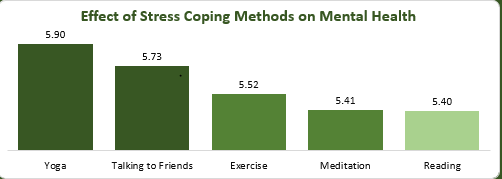 Effect of Stress Coping Methods on Mental Health
5.90
5.73
5.52
5.41
5.40
Yoga
Talking to Friends
Exercise
Meditation
Reading